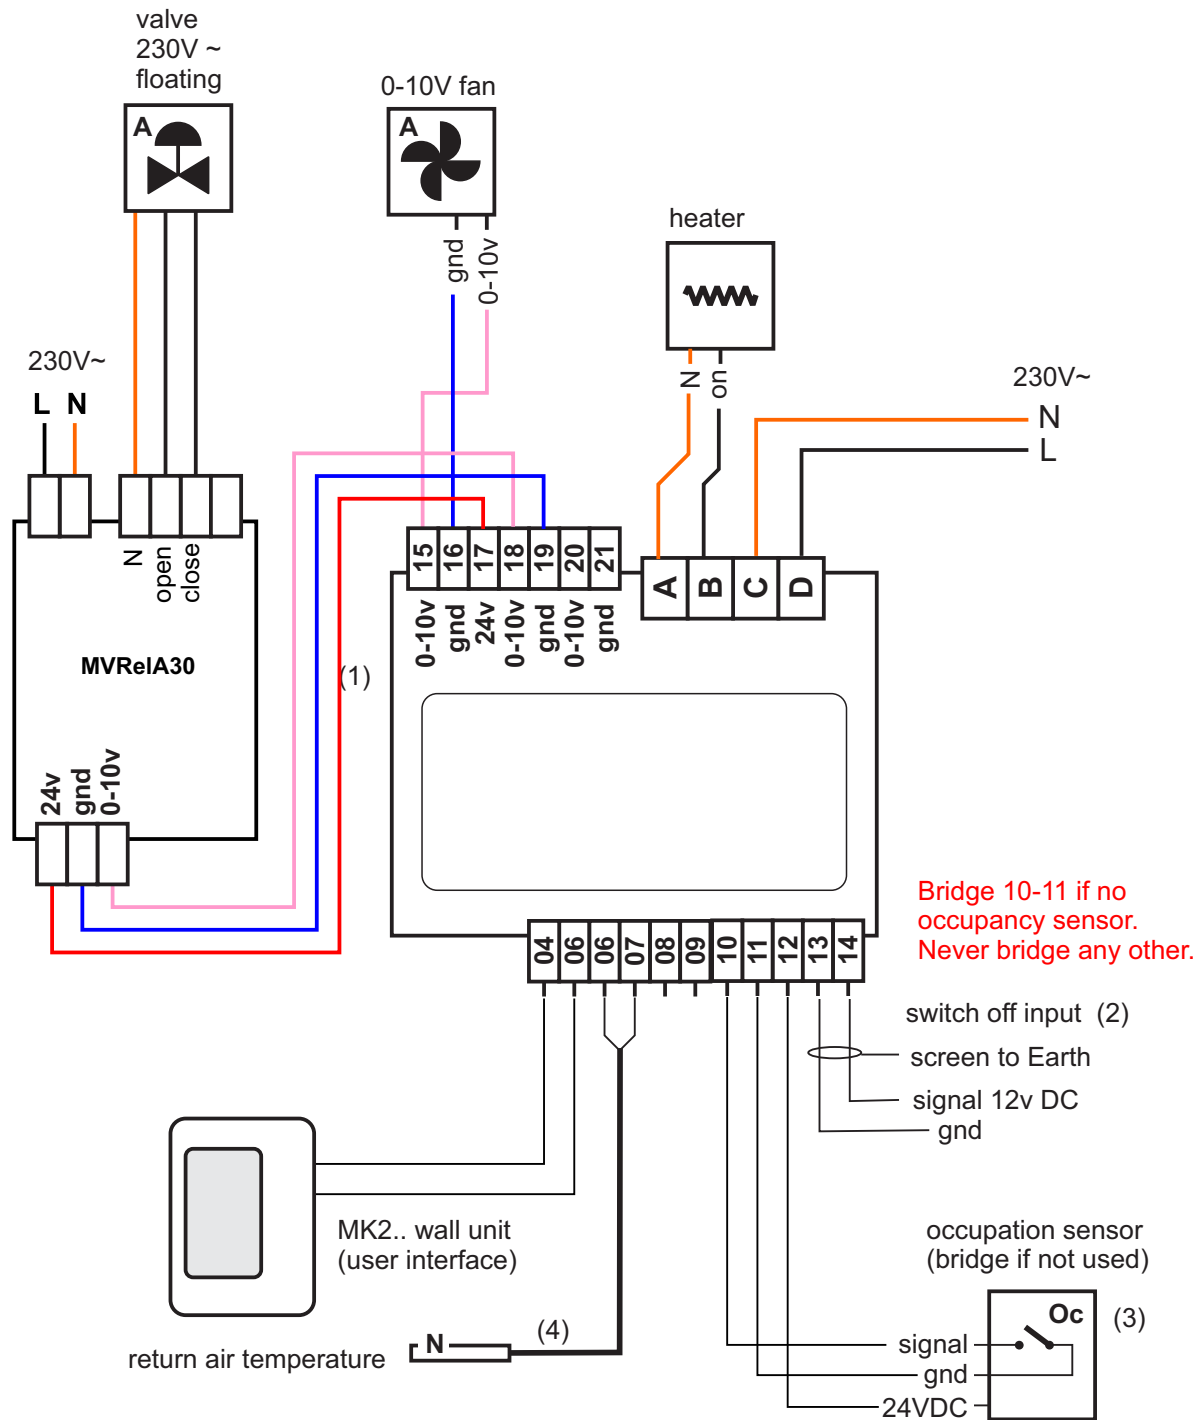 valve
230V ~
floating
A
0-10V fan
A
gnd
0-10v
heater
N
on
230V~
N
L
230V~
L N
N
open
close
MVRelA30
24v
gnd
0-10v
(1)
15 16 17 18 19 20 21
0-10v gnd 24v 0-10v gnd 0-10v gnd
A B C D
04 06 06 07 08 09 10 11 12 13 14
Bridge 10-11 if no
occupancy sensor.
Never bridge any other.
switch off input (2)
screen to Earth
signal 12v DC
gnd
MK2.. wall unit
(user interface)
return air temperature
N
(4)
occupation sensor
(bridge if not used)
Oc
(3)
signal
gnd
24VDC